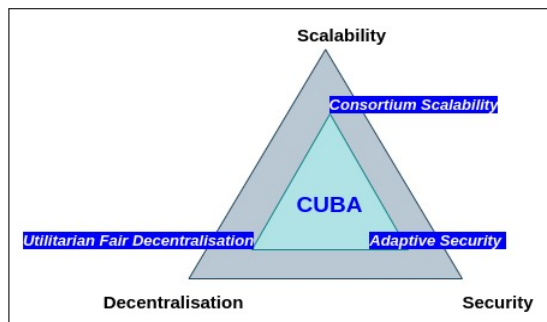 Scalability
Consortium Scalability
CUBA
Utilitarian Fair Decentralisation
Adaptive Security
Decentralisation
Security